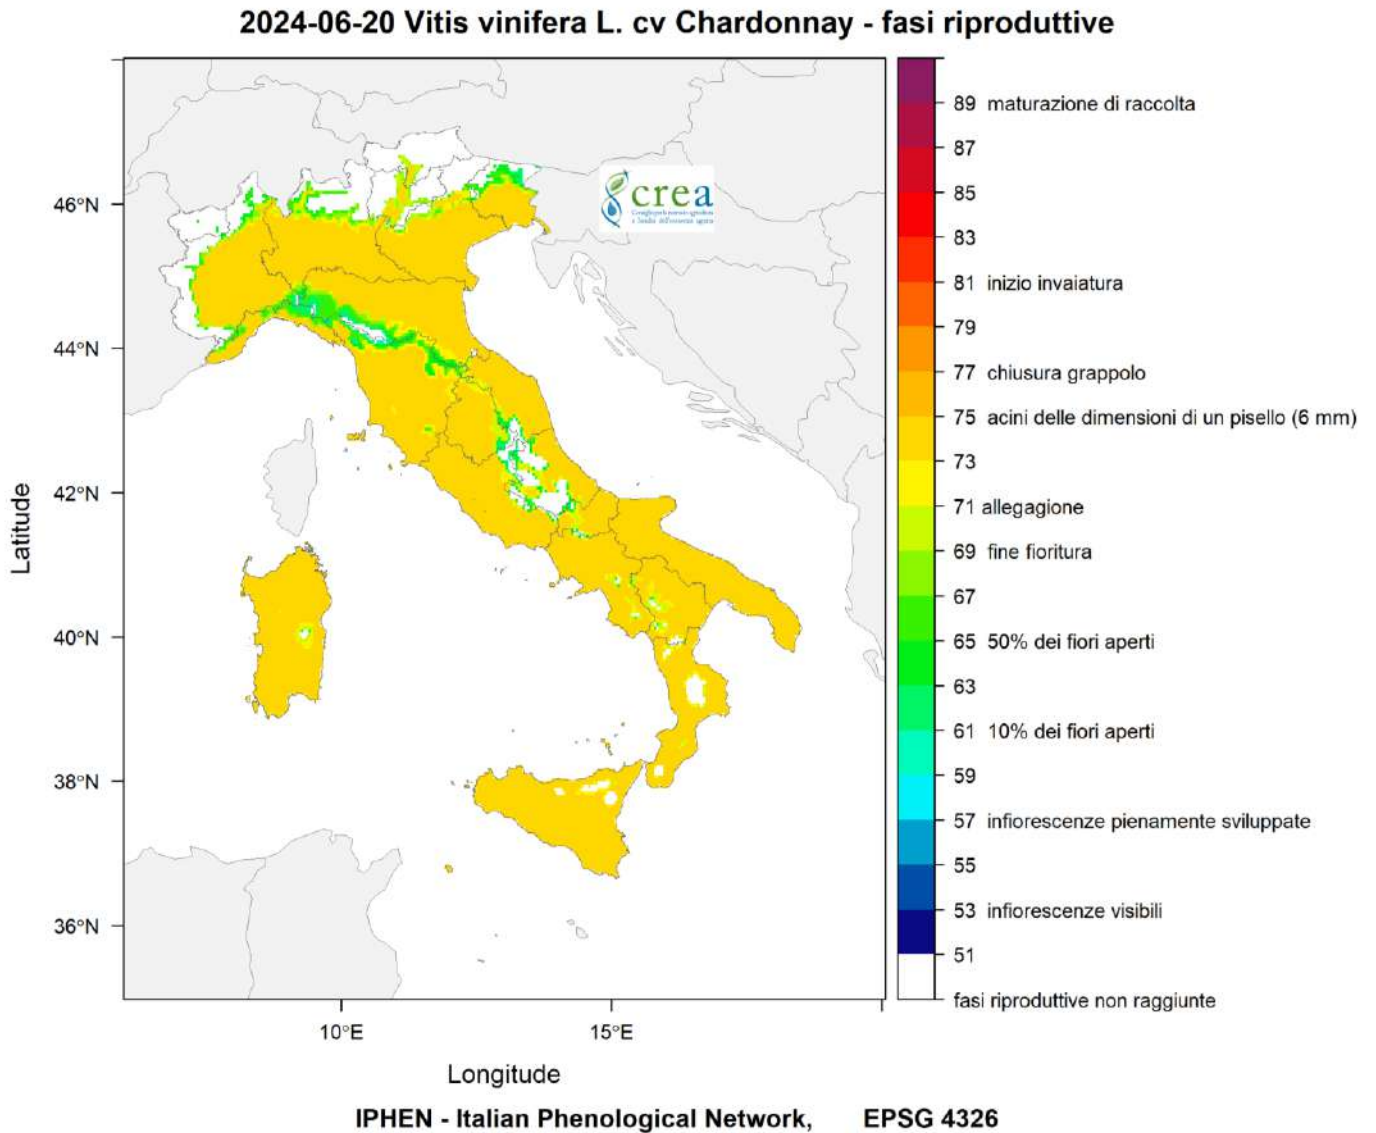 2024-06-20 Vitis vinifera L. cv Chardonnay - fasi riproduttive
crea
46°N
44°N
42°N
40°N
38°N
36°N
Latitude
10°E
15°E
Longitude
89 maturazione di raccolta
87
85
83
81 inizio invaiatura
79
77 chiusura grappolo
75 acini delle dimensioni di un pisello (6 mm)
73
71 allegagione
69 fine fioritura
67
65 50% dei fiori aperti
63
61 10% dei fiori aperti
59
57 infiorescenze pienamente sviluppate
55
53 infiorescenze visibili
51
fasi riproduttive non raggiunte
IPHEN - Italian Phenological Network, EPSG 4326